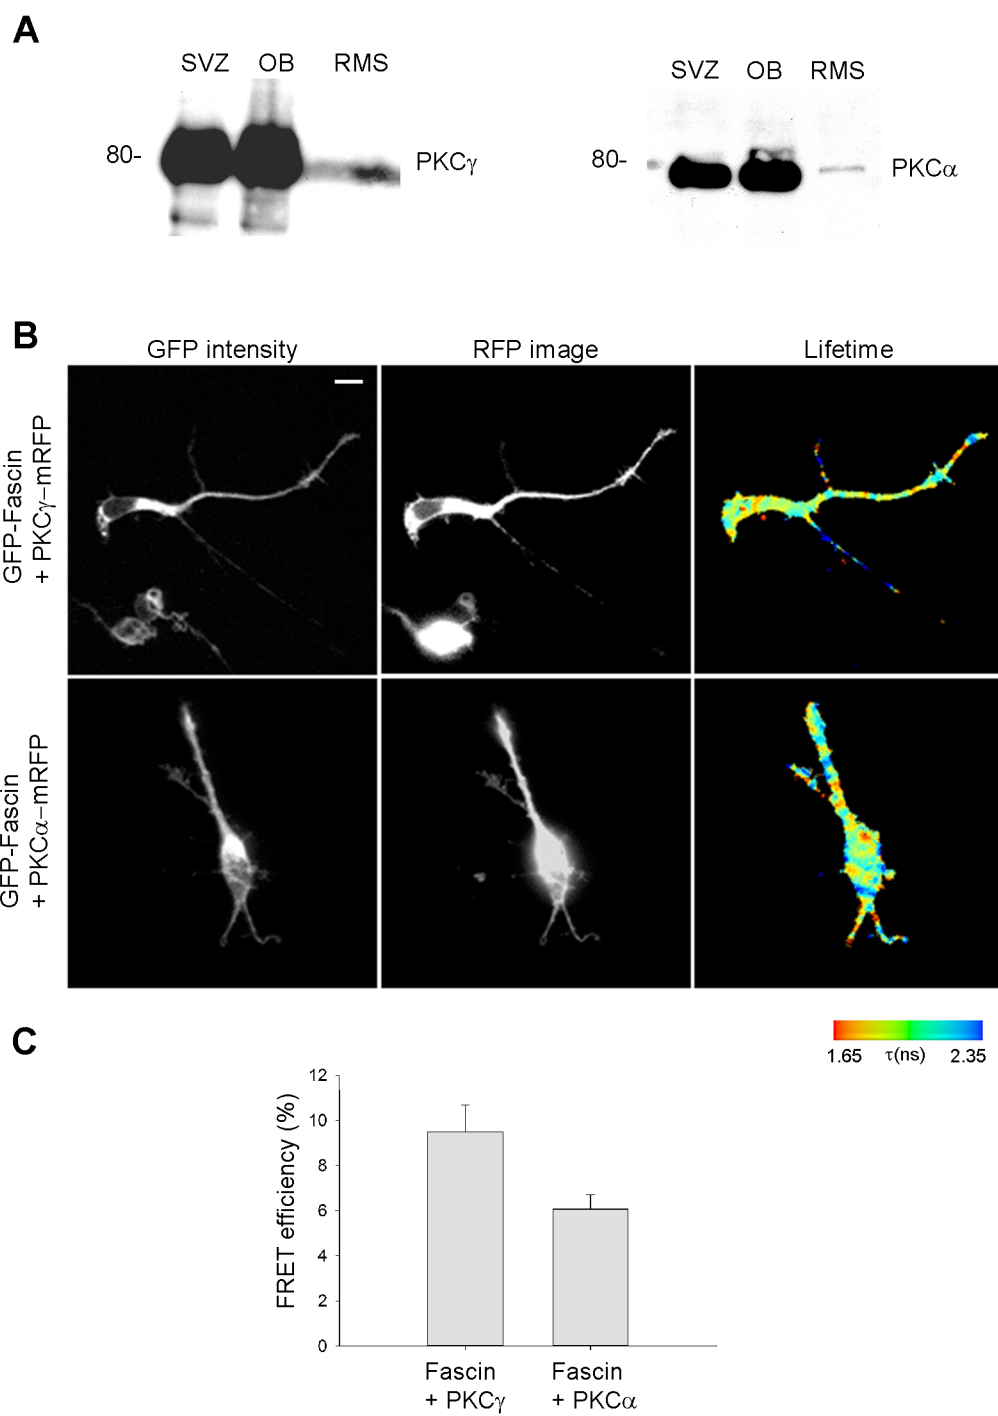 A
SVZ OB RMS
80-
PKCγ
SVZ OB RMS
80-
PKCα
B
GFP intensity
RFP image
Lifetime
GFP-Fascin
+ PKCγ–mRFP
GFP-Fascin
+ PKCα–mRFP
1.65 τ(ns) 2.35
C
FRET efficiency (%)
12
10
8
6
4
2
0
Fascin
+ PKCγ
Fascin
+ PKCα